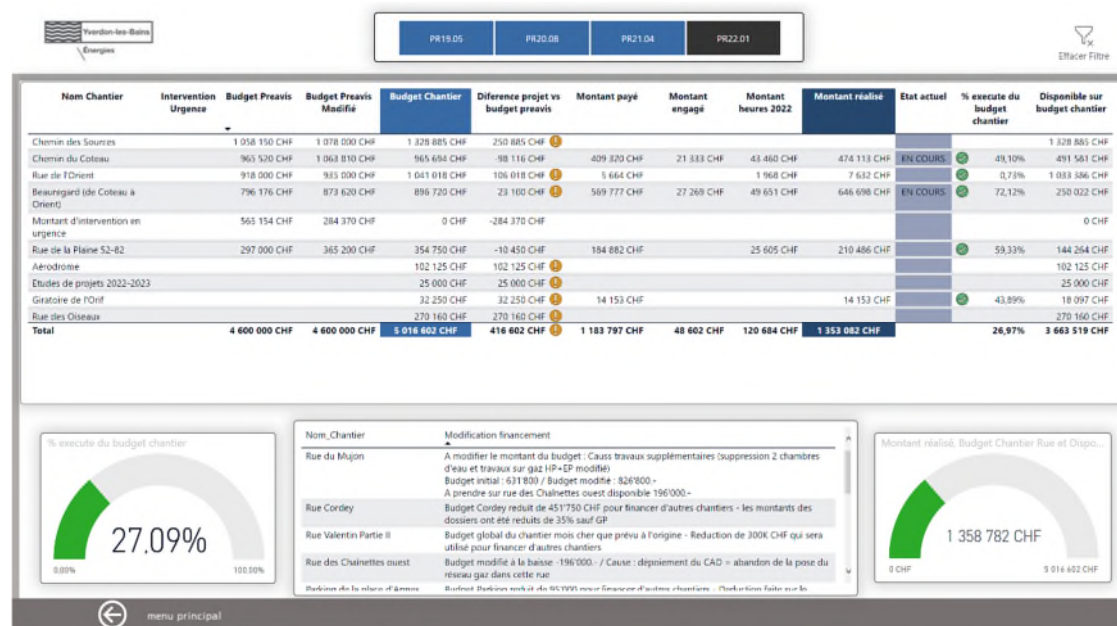 Yverdon-les-Bains
Énergies
PR19.05 PR20.08 PR21.04 PR22.01
Effacer Filtre
Nom Chantier Intervention Urgence Budget Preavis Budget Preavis Modifié Budget Chantier Diference projet vs budget preavis Montant payé Montant engagé Montant heures 2022 Montant réalisé Etat actuel % execute du budget chantier Disponible sur budget chantier
Chemin des Sources 1 058 150 CHF 1 078 000 CHF 1 328 885 CHF 250 885 CHF 1 328 885 CHF
Chemin du Coteau 965 520 CHF 1 063 810 CHF 965 694 CHF -98 116 CHF 409 320 CHF 21 333 CHF 43 460 CHF 474 113 CHF EN COURS 49,10% 491 581 CHF
Rue de l'Orient 918 000 CHF 935 000 CHF 1 041 018 CHF 106 018 CHF 5 664 CHF 1 968 CHF 7 632 CHF 0,73% 1 033 386 CHF
Beauregard (de Coteau à Orient) 796 176 CHF 873 620 CHF 896 720 CHF 23 100 CHF 569 777 CHF 27 269 CHF 49 651 CHF 646 698 CHF EN COURS 72,12% 250 022 CHF
Montant d'intervention en urgence 565 154 CHF 284 370 CHF 0 CHF -284 370 CHF 0 CHF
Rue de la Plaine 52-82 297 000 CHF 365 200 CHF 354 750 CHF -10 450 CHF 184 882 CHF 25 605 CHF 210 486 CHF 59,33% 144 264 CHF
Aérodrome 102 125 CHF 102 125 CHF 102 125 CHF
Etudes de projets 2022-2023 25 000 CHF 25 000 CHF 25 000 CHF
Giratoire de l'Orif 32 250 CHF 32 250 CHF 14 153 CHF 14 153 CHF 43,89% 18 097 CHF
Rue des Oiseaux 270 160 CHF 270 160 CHF 270 160 CHF
Total 4 600 000 CHF 4 600 000 CHF 5 016 602 CHF 416 602 CHF 1 183 797 CHF 48 602 CHF 120 684 CHF 1 353 082 CHF 26,97% 3 663 519 CHF
% execute du budget chantier
27,09%
0,00% 100,00%
Nom_Chantier Modification financement
Rue du Mujon A modifier le montant du budget : Causs travaux supplémentaires (suppression 2 chambres
d'eau et travaux sur gaz HP+EP modifié)
Budget initial : 631'800 / Budget modifié : 826'800.-
A prendre sur rue des Chaînettes ouest disponible 196'000.-
Rue Cordey Budget Cordey reduit de 451'750 CHF pour financer d'autres chantiers - les montants des
dossiers ont été reduits de 35% sauf GP
Rue Valentin Partie II Budget global du chantier mois cher que prévu à l'origine - Reduction de 300K CHF qui sera
utilisé pour financer d'autres chantiers
Rue des Chainettes ouest Budget modifié à la baisse -196'000.- / Cause : dépoiement du CAD = abandon de la pose du
réseau gaz dans cette rue
Parking de la place d'Armes Budget Parking reduit de 95'000 pour financer d'autres chantiers -
Montant réalisé, Budget Chantier Rue et Dispo...
1 358 782 CHF
0 CHF 5 016 602 CHF
menu principal